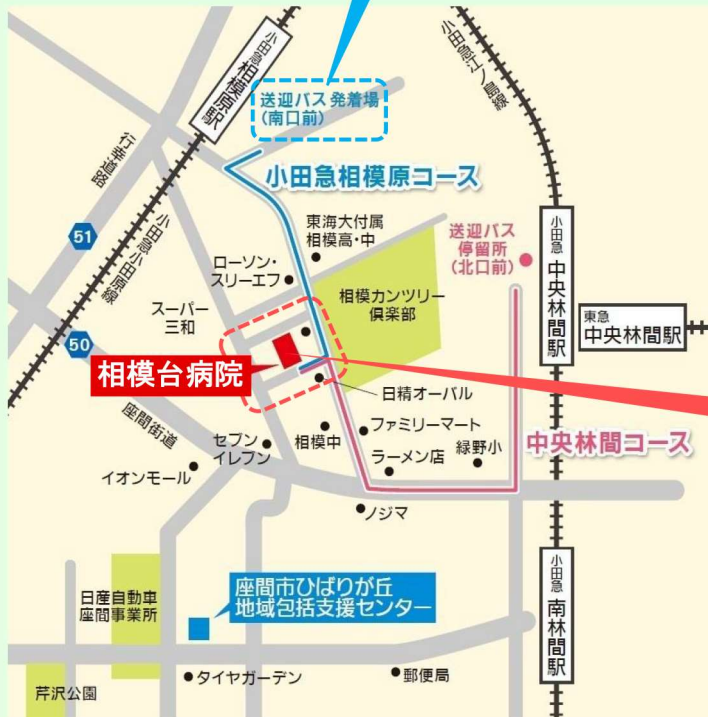 小田急
相模原駅
小田急江ノ島線
送迎バス 発着場
(南口前)
行幸道路
小田急相模原コース
51
小田急小田原線
東海大付属
相模高・中
送迎バス
停留所
(北口前)
小田急
中央林間駅
ローソン・
スリーエフ
相模カンツリー
倶楽部
東急
中央林間駅
スーパー
三和
50
相模台病院
日精オーバル
座間街道
セブン
イレブン
相模中
ファミリーマート
中央林間コース
イオンモール
ラーメン店
緑野小
ノジマ
小田急
南林間駅
日産自動車
座間事業所
座間市ひばりが丘
地域包括支援センター
タイヤガーデン
郵便局
芹沢公園